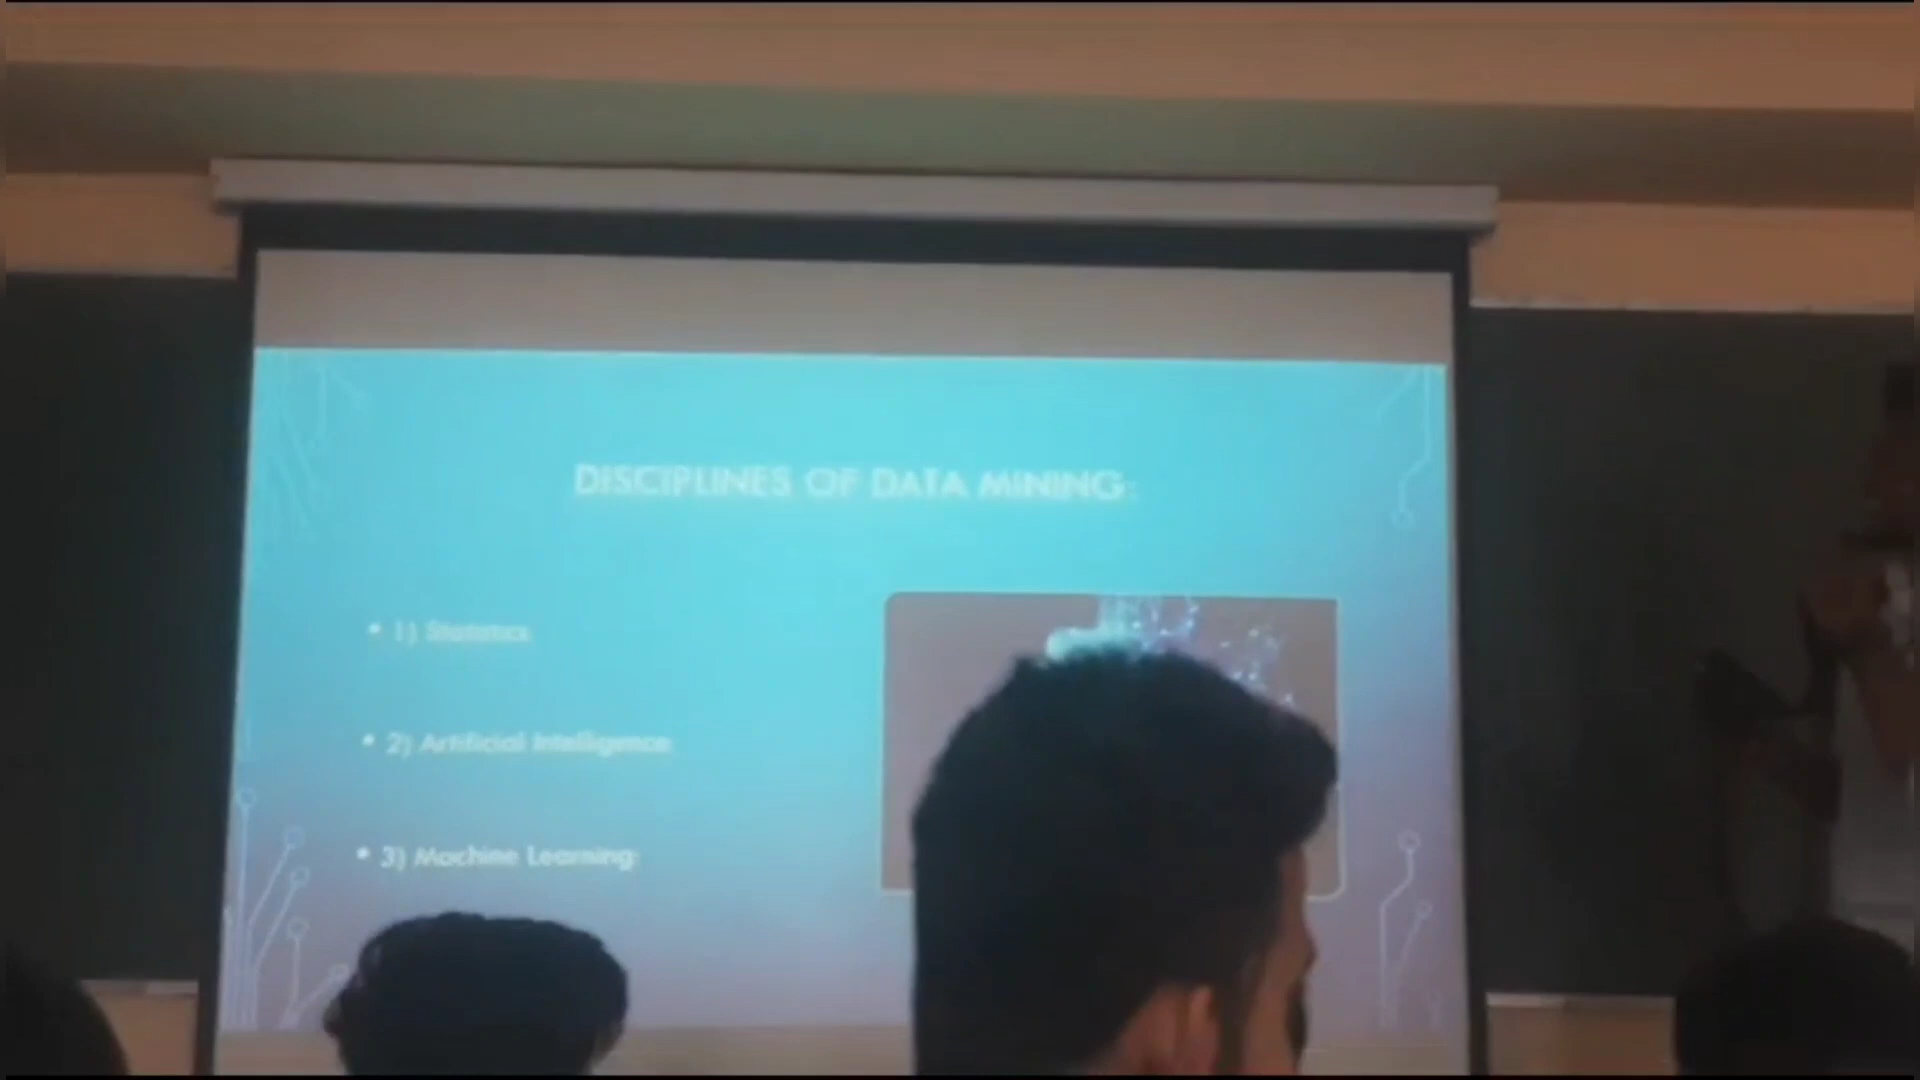 DISCIPLINES OF DATA MINING:
• 1) Statistics
• 2) Artificial Intelligence:
• 3) Machine Learning: